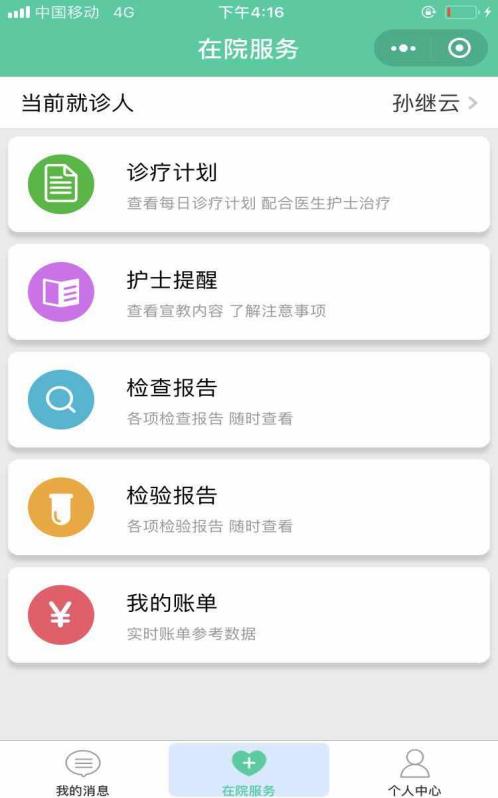 中国移动 4G 下午4:16
在院服务
当前就诊人 孙继云
诊疗计划
查看每日诊疗计划 配合医生护士治疗
护士提醒
查看宣教内容 了解注意事项
检查报告
各项检查报告 随时查看
检验报告
各项检验报告 随时查看
¥
我的账单
实时账单参考数据
我的消息 在院服务 个人中心